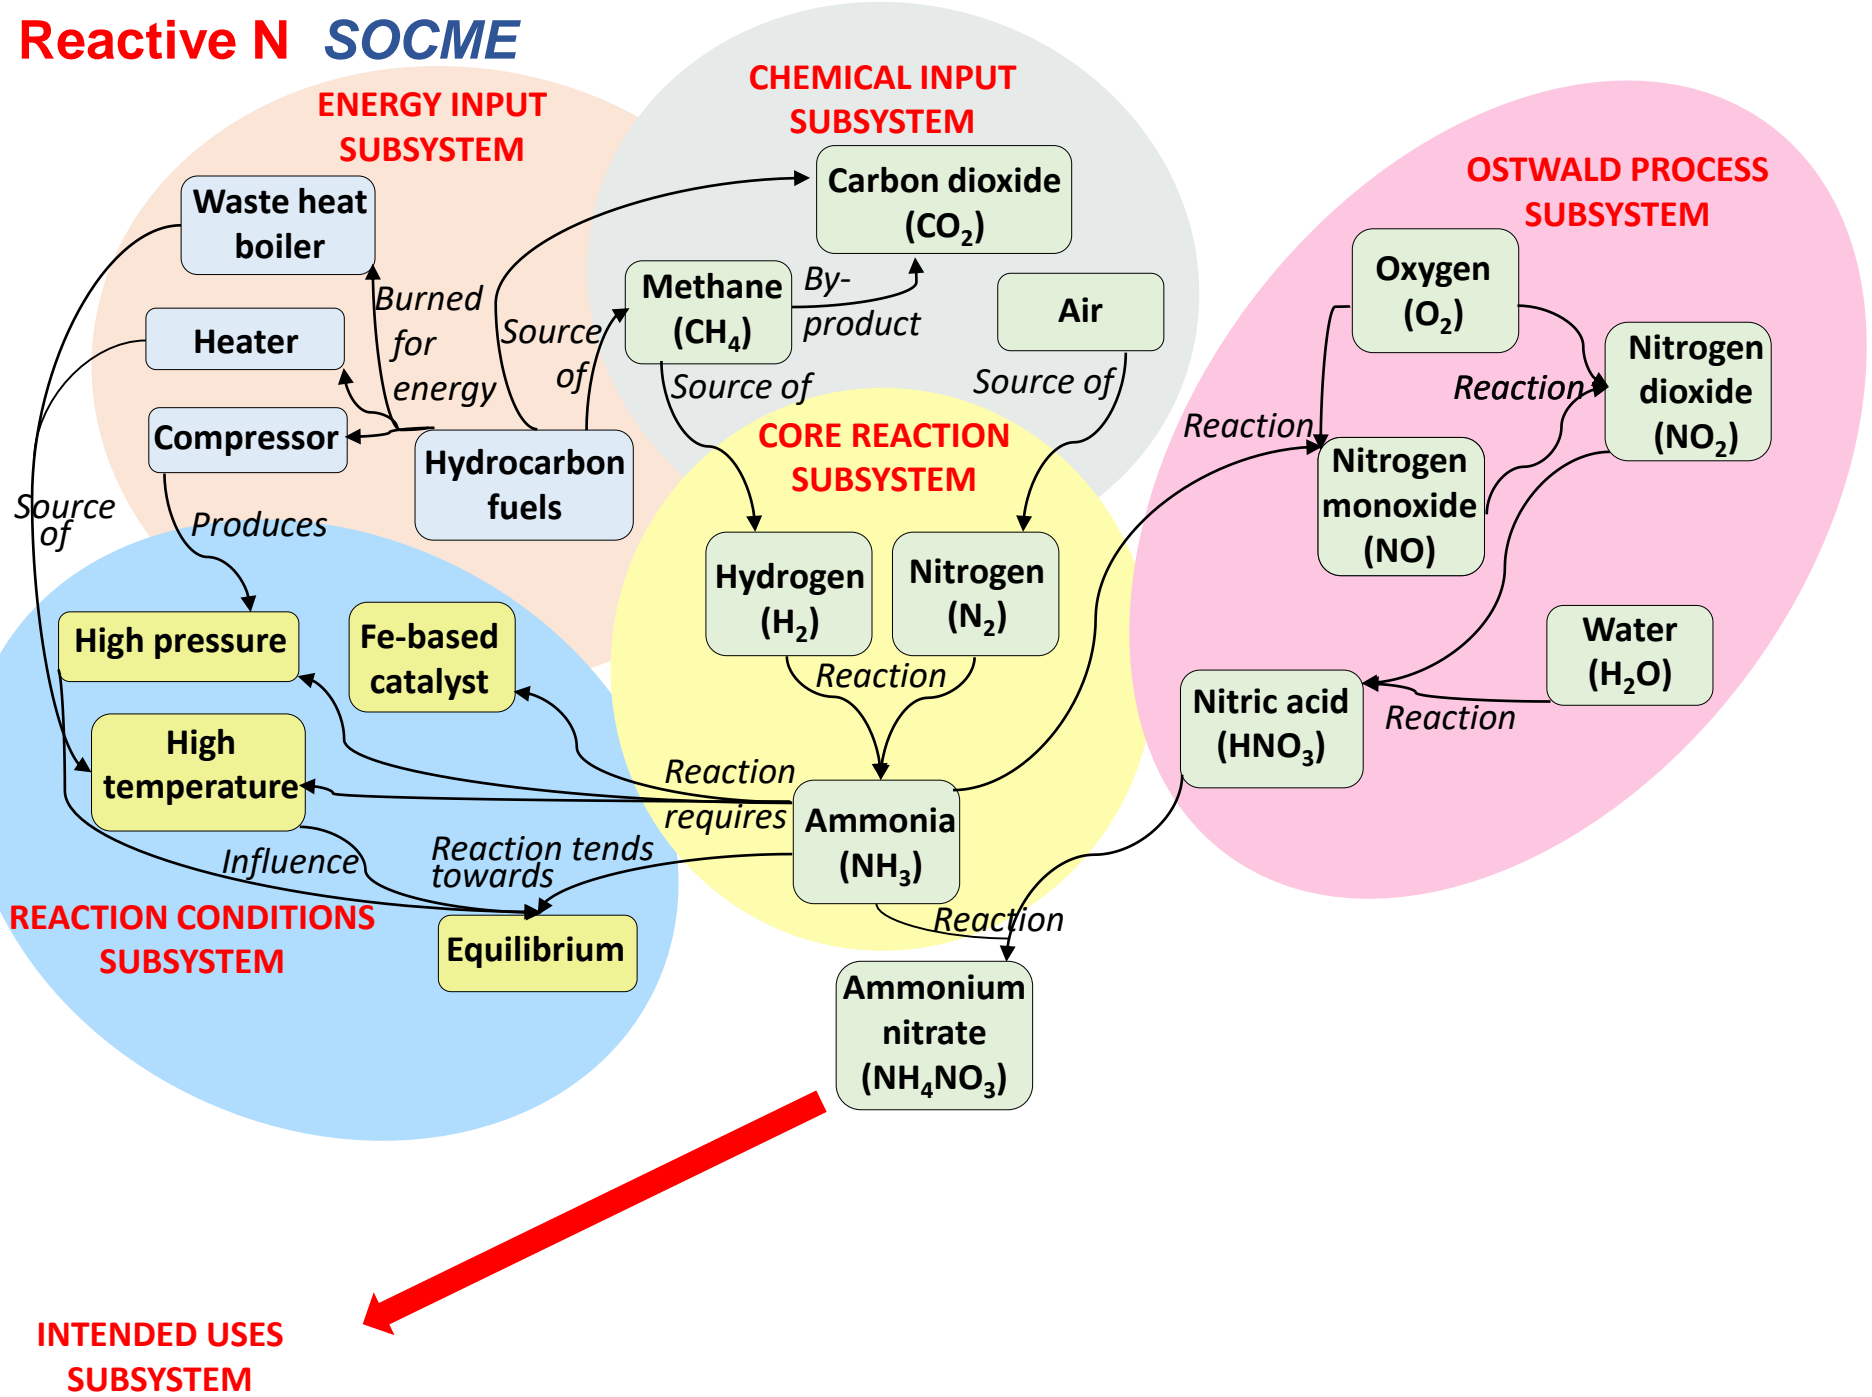 Reactive N SOCME
ENERGY INPUT
SUBSYSTEM
CHEMICAL INPUT
SUBSYSTEM
OSTWALD PROCESS
SUBSYSTEM
Waste heat
boiler
Heater
Compressor
Hydrocarbon
fuels
Burned
for
energy
Source
of
Carbon dioxide
(CO₂)
Methane
(CH₄)
By-
product
Air
Source of
Source of
CORE REACTION
SUBSYSTEM
Hydrogen
(H₂)
Nitrogen
(N₂)
Reaction
Ammonia
(NH₃)
Oxygen
(O₂)
Nitrogen
dioxide
(NO₂)
Reaction
Reaction
Nitrogen
monoxide
(NO)
Water
(H₂O)
Nitric acid
(HNO₃)
Reaction
Source
of
Produces
High pressure
Fe-based
catalyst
High
temperature
Reaction
requires
Influence
Reaction tends
towards
REACTION CONDITIONS
SUBSYSTEM
Equilibrium
Reaction
Ammonium
nitrate
(NH₄NO₃)
INTENDED USES
SUBSYSTEM